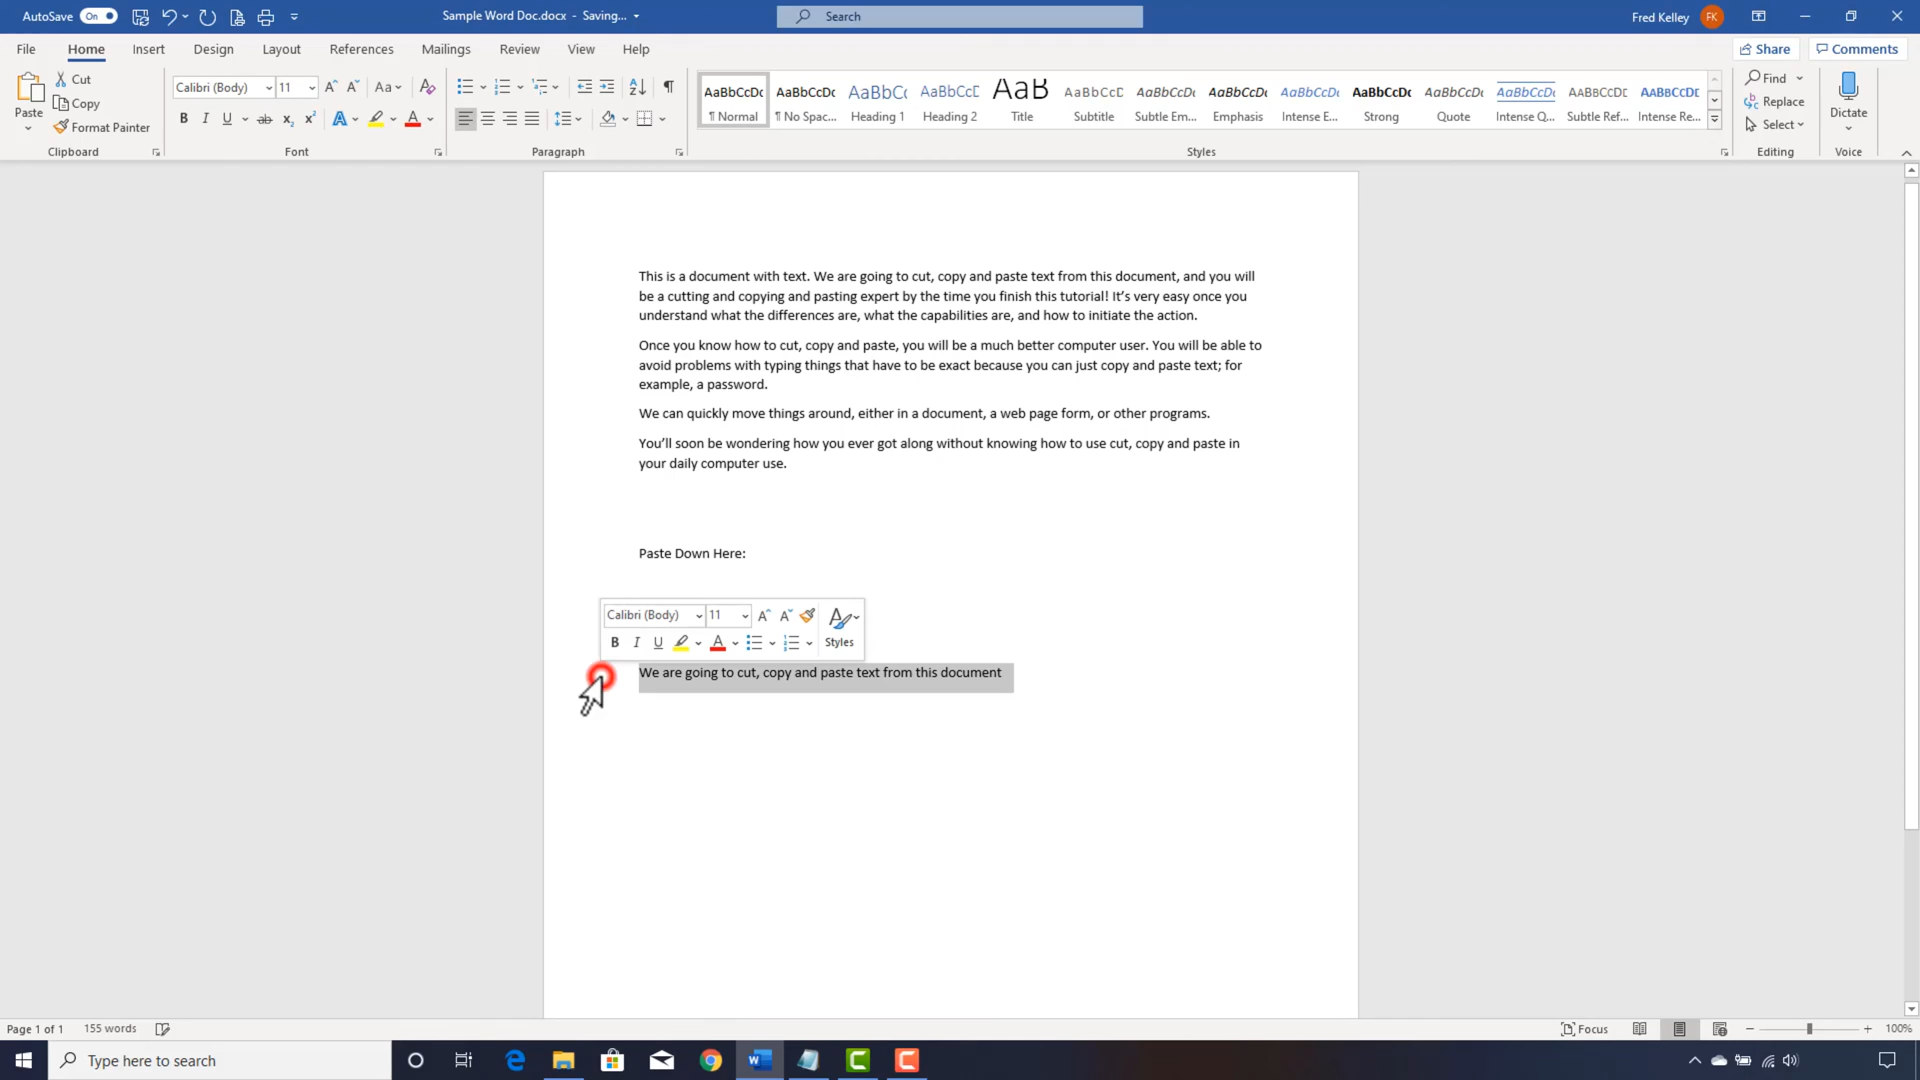 AutoSave On Sample Word Doc.docx - Saving... Search Fred Kelley FK
File Home Insert Design Layout References Mailings Review View Help Share Comments
Paste Cut Copy Format Painter
Clipboard
Calibri (Body) 11 Aa
B I U ab x₂ x² A A
Font
Paragraph
AaBbCcDc AaBbCcDc AaBbCc AaBbCcD AaB AaBbCcD AaBbCcDc AaBbCcDc AaBbCcDc AaBbCcDc AaBbCcDc AaBbCcDc AABBCCDD AABBCCDD
¶ Normal ¶ No Spac... Heading 1 Heading 2 Title Subtitle Subtle Em... Emphasis Intense E... Strong Quote Intense Q... Subtle Ref... Intense Re...
Styles
Find
Replace
Select
Editing
Dictate
Voice
This is a document with text. We are going to cut, copy and paste text from this document, and you will
be a cutting and copying and pasting expert by the time you finish this tutorial! It’s very easy once you
understand what the differences are, what the capabilities are, and how to initiate the action.
Once you know how to cut, copy and paste, you will be a much better computer user. You will be able to
avoid problems with typing things that have to be exact because you can just copy and paste text; for
example, a password.
We can quickly move things around, either in a document, a web page form, or other programs.
You’ll soon be wondering how you ever got along without knowing how to use cut, copy and paste in
your daily computer use.
Paste Down Here:
Calibri (Body) 11 A A
B I U A Styles
We are going to cut, copy and paste text from this document
Page 1 of 1 155 words Focus 100%
Type here to search